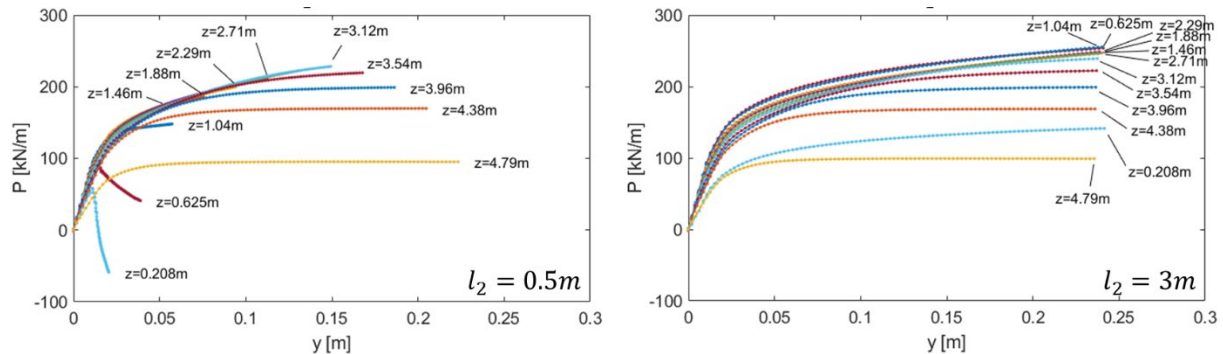 300
200
100
0
-100
P [kN/m]
0
0.05
0.1
0.15
0.2
0.25
0.3
y [m]
z=3.12m
z=2.71m
z=2.29m
z=3.54m
z=1.88m
z=1.46m
z=3.96m
z=4.38m
z=1.04m
z=4.79m
z=0.625m
z=0.208m
l₂ = 0.5m
300
200
100
0
-100
P [kN/m]
0
0.05
0.1
0.15
0.2
0.25
0.3
y [m]
z=0.625m
z=1.04m
z=2.29m
z=1.88m
z=1.46m
z=2.71m
z=3.12m
z=3.54m
z=3.96m
z=4.38m
z=0.208m
z=4.79m
l₂ = 3m